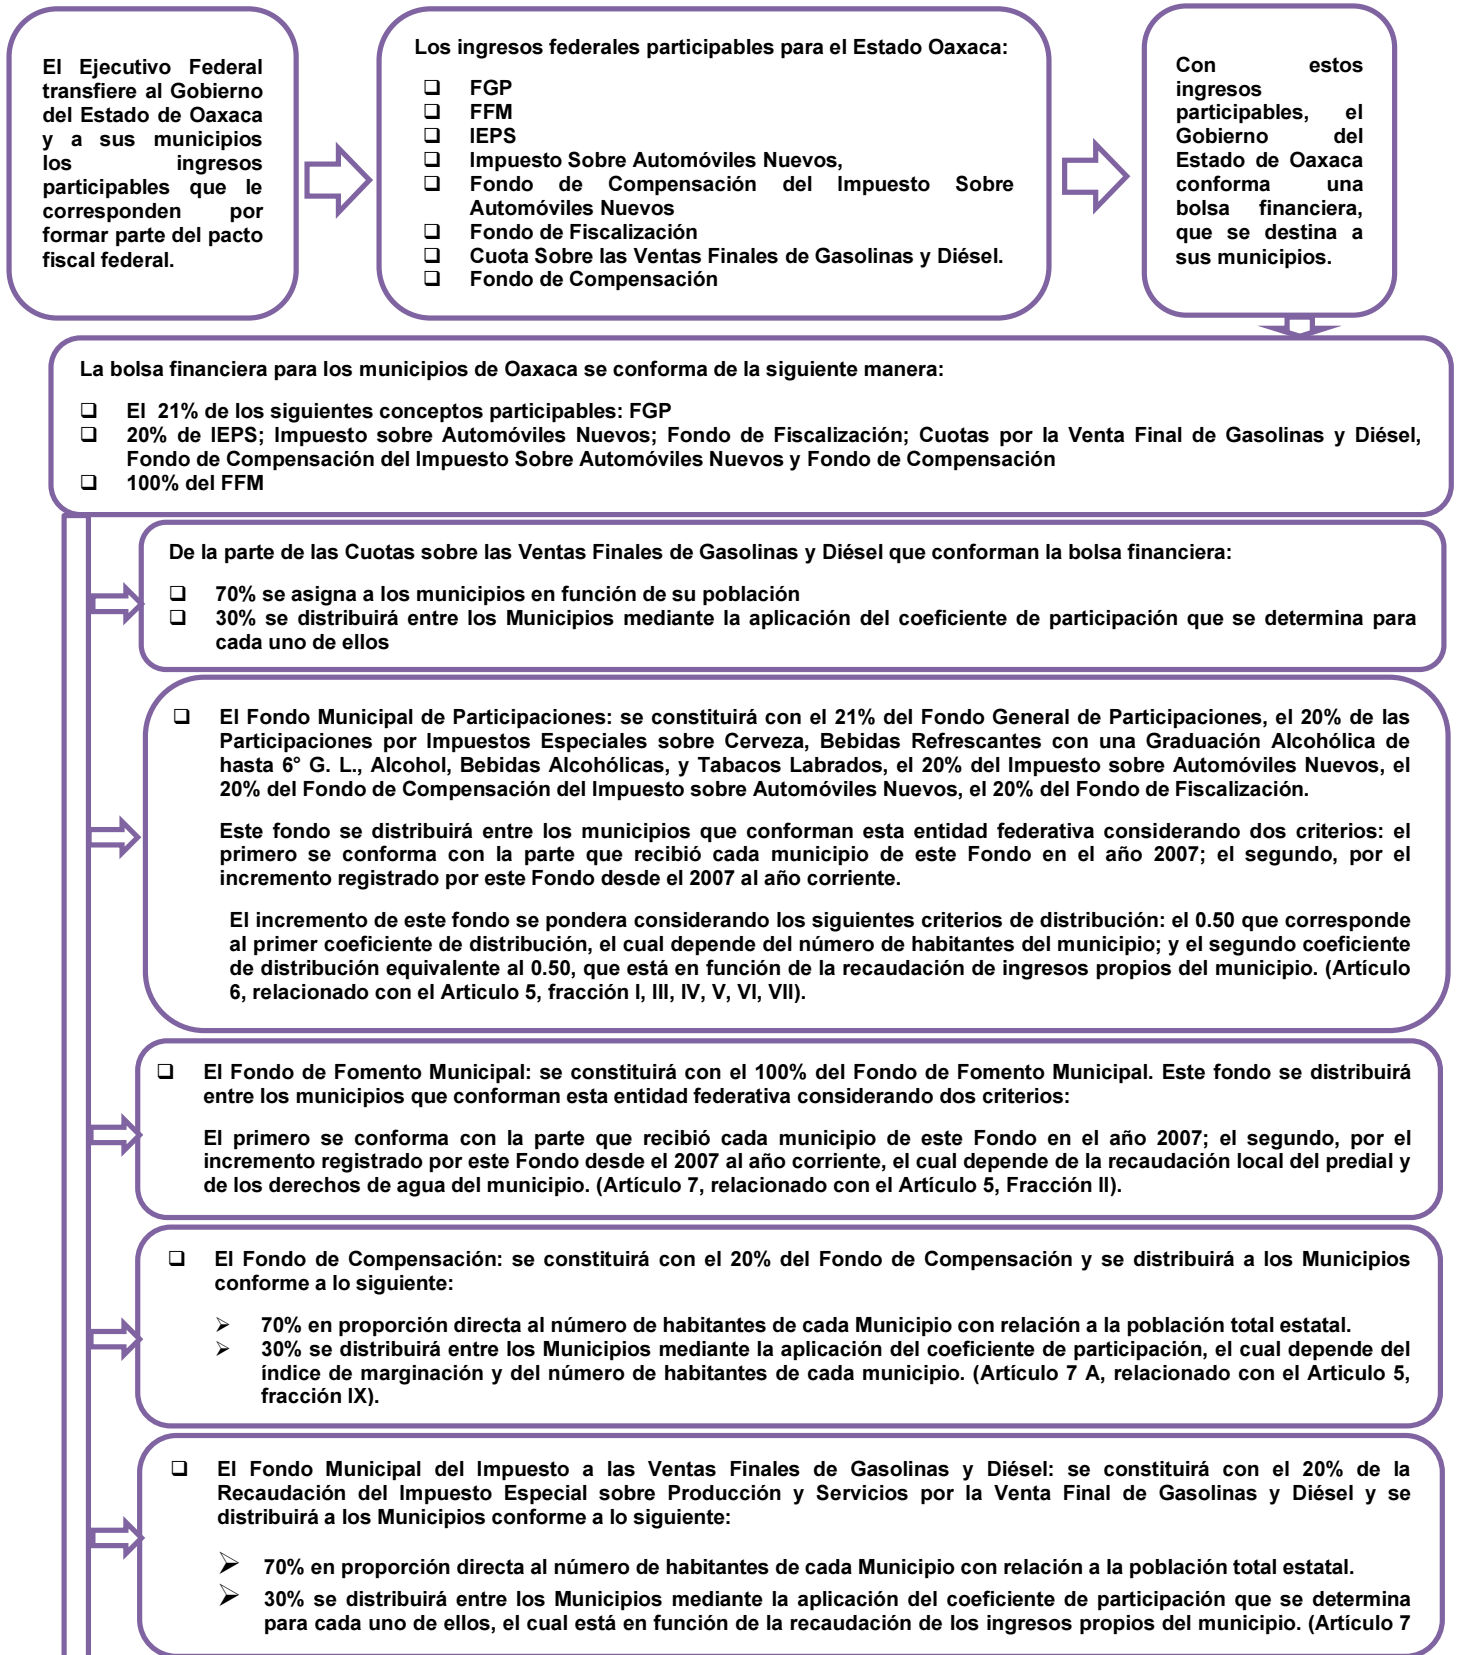 El Ejecutivo Federal
transfiere al Gobierno
del Estado de Oaxaca
y a sus municipios
los ingresos
participables que le
corresponden por
formar parte del pacto
fiscal federal.
Los ingresos federales participables para el Estado Oaxaca:
❑ FGP
❑ FFM
❑ IEPS
❑ Impuesto Sobre Automóviles Nuevos,
❑ Fondo de Compensación del Impuesto Sobre
Automóviles Nuevos
❑ Fondo de Fiscalización
❑ Cuota Sobre las Ventas Finales de Gasolinas y Diésel.
❑ Fondo de Compensación
Con estos
ingresos
participables, el
Gobierno del
Estado de Oaxaca
conforma una
bolsa financiera,
que se destina a
sus municipios.
La bolsa financiera para los municipios de Oaxaca se conforma de la siguiente manera:
❑ El 21% de los siguientes conceptos participables: FGP
❑ 20% de IEPS; Impuesto sobre Automóviles Nuevos; Fondo de Fiscalización; Cuotas por la Venta Final de Gasolinas y Diésel,
Fondo de Compensación del Impuesto Sobre Automóviles Nuevos y Fondo de Compensación
❑ 100% del FFM
De la parte de las Cuotas sobre las Ventas Finales de Gasolinas y Diésel que conforman la bolsa financiera:
❑ 70% se asigna a los municipios en función de su población
❑ 30% se distribuirá entre los Municipios mediante la aplicación del coeficiente de participación que se determina para
cada uno de ellos
❑ El Fondo Municipal de Participaciones: se constituirá con el 21% del Fondo General de Participaciones, el 20% de las
Participaciones por Impuestos Especiales sobre Cerveza, Bebidas Refrescantes con una Graduación Alcohólica de
hasta 6° G. L., Alcohol, Bebidas Alcohólicas, y Tabacos Labrados, el 20% del Impuesto sobre Automóviles Nuevos, el
20% del Fondo de Compensación del Impuesto sobre Automóviles Nuevos, el 20% del Fondo de Fiscalización.
Este fondo se distribuirá entre los municipios que conforman esta entidad federativa considerando dos criterios: el
primero se conforma con la parte que recibió cada municipio de este Fondo en el año 2007; el segundo, por el
incremento registrado por este Fondo desde el 2007 al año corriente.
El incremento de este fondo se pondera considerando los siguientes criterios de distribución: el 0.50 que corresponde
al primer coeficiente de distribución, el cual depende del número de habitantes del municipio; y el segundo coeficiente
de distribución equivalente al 0.50, que está en función de la recaudación de ingresos propios del municipio. (Artículo
6, relacionado con el Articulo 5, fracción I, III, IV, V, VI, VII).
❑ El Fondo de Fomento Municipal: se constituirá con el 100% del Fondo de Fomento Municipal. Este fondo se distribuirá
entre los municipios que conforman esta entidad federativa considerando dos criterios:
El primero se conforma con la parte que recibió cada municipio de este Fondo en el año 2007; el segundo, por el
incremento registrado por este Fondo desde el 2007 al año corriente, el cual depende de la recaudación local del predial y
de los derechos de agua del municipio. (Artículo 7, relacionado con el Artículo 5, Fracción II).
❑ El Fondo de Compensación: se constituirá con el 20% del Fondo de Compensación y se distribuirá a los Municipios
conforme a lo siguiente:
➢ 70% en proporción directa al número de habitantes de cada Municipio con relación a la población total estatal.
➢ 30% se distribuirá entre los Municipios mediante la aplicación del coeficiente de participación, el cual depende del
índice de marginación y del número de habitantes de cada municipio. (Artículo 7 A, relacionado con el Articulo 5,
fracción IX).
❑ El Fondo Municipal del Impuesto a las Ventas Finales de Gasolinas y Diésel: se constituirá con el 20% de la
Recaudación del Impuesto Especial sobre Producción y Servicios por la Venta Final de Gasolinas y Diésel y se
distribuirá a los Municipios conforme a lo siguiente:
➢ 70% en proporción directa al número de habitantes de cada Municipio con relación a la población total estatal.
➢ 30% se distribuirá entre los Municipios mediante la aplicación del coeficiente de participación que se determina
para cada uno de ellos, el cual está en función de la recaudación de los ingresos propios del municipio. (Artículo 7